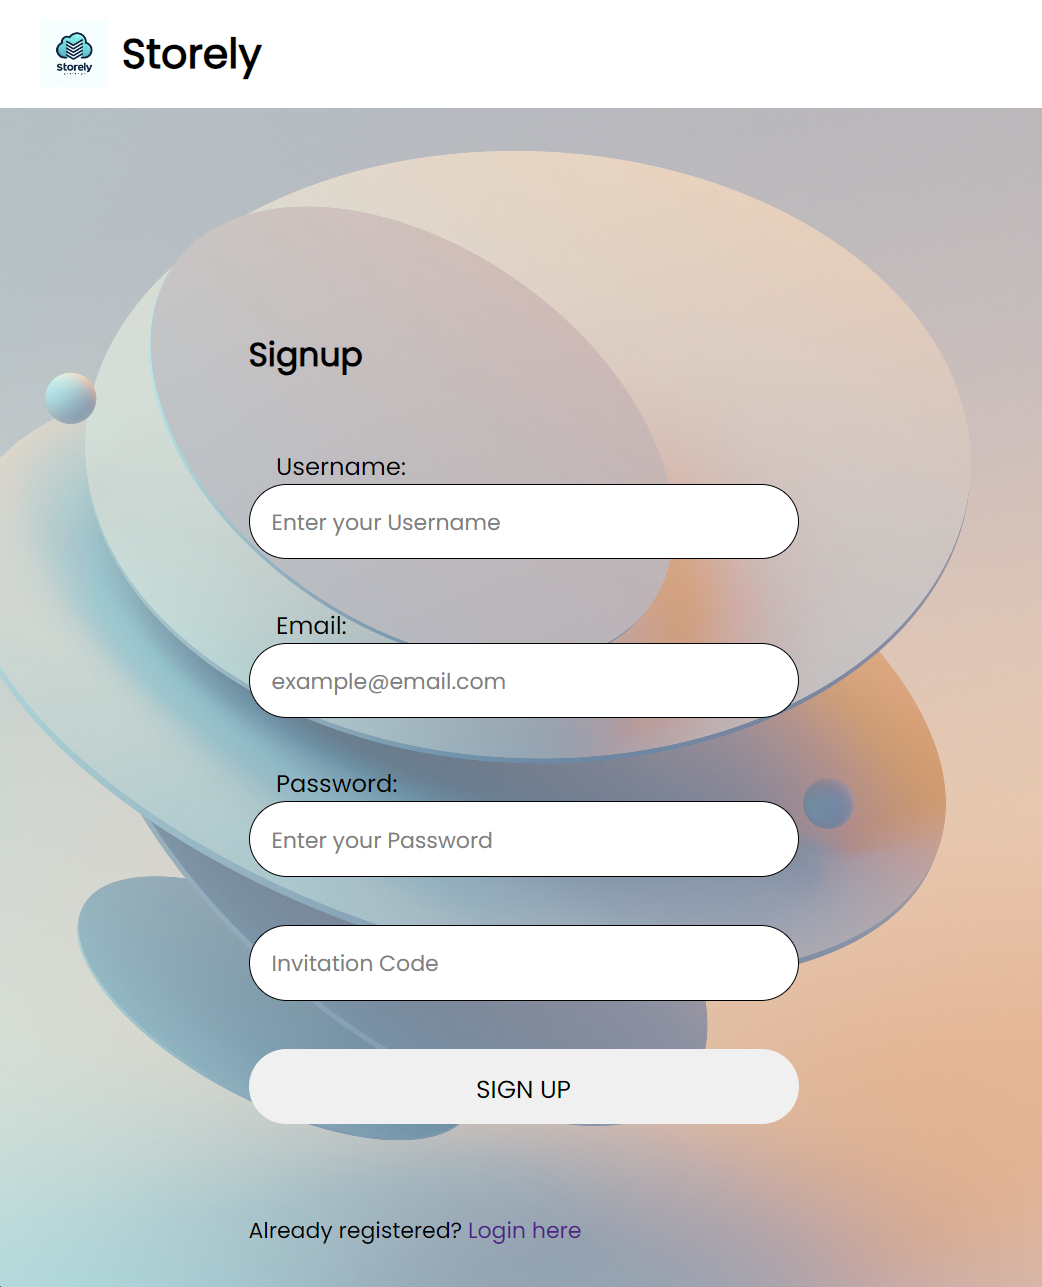 Storely
Storely
Signup
Username:
Enter your Username
Email:
example@email.com
Password:
Enter your Password
Invitation Code
SIGN UP
Already registered? Login here